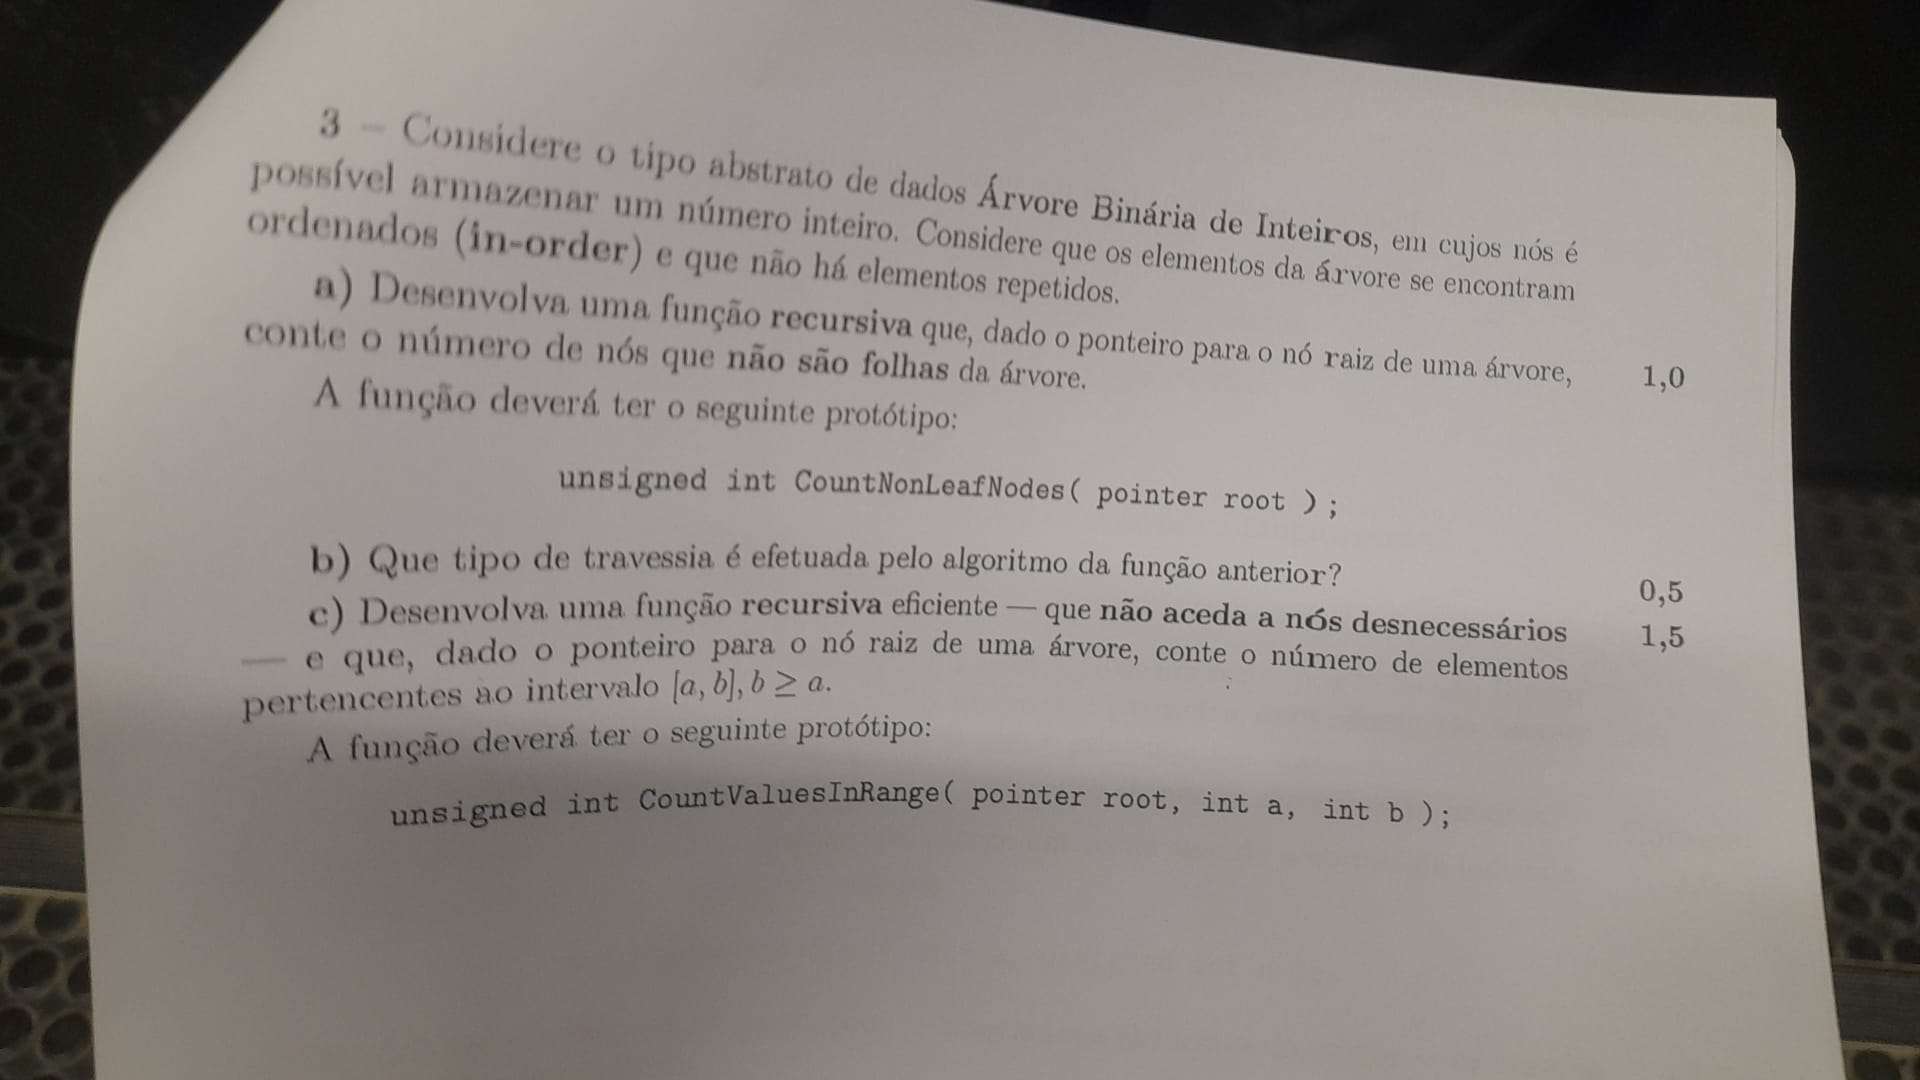 3 – Considere o tipo abstrato de dados Árvore Binária de Inteiros, em cujos nós é
possível armazenar um número inteiro. Considere que os elementos da árvore se encontram
ordenados (in-order) e que não há elementos repetidos.
a) Desenvolva uma função recursiva que, dado o ponteiro para o nó raiz de uma árvore, 1,0
conte o número de nós que não são folhas da árvore.
A função deverá ter o seguinte protótipo:
unsigned int CountNonLeafNodes( pointer root );
b) Que tipo de travessia é efetuada pelo algoritmo da função anterior? 0,5
c) Desenvolva uma função recursiva eficiente — que não aceda a nós desnecessários 1,5
— e que, dado o ponteiro para o nó raiz de uma árvore, conte o número de elementos
pertencentes ao intervalo [a, b], b ≥ a.
A função deverá ter o seguinte protótipo:
unsigned int CountValuesInRange( pointer root, int a, int b );